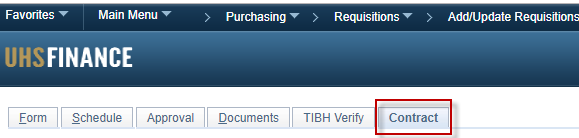 Favorites Main Menu > Purchasing > Requisitions > Add/Update Requisitions
UHSFINANCE
Form Schedule Approval Documents TIBH Verify Contract